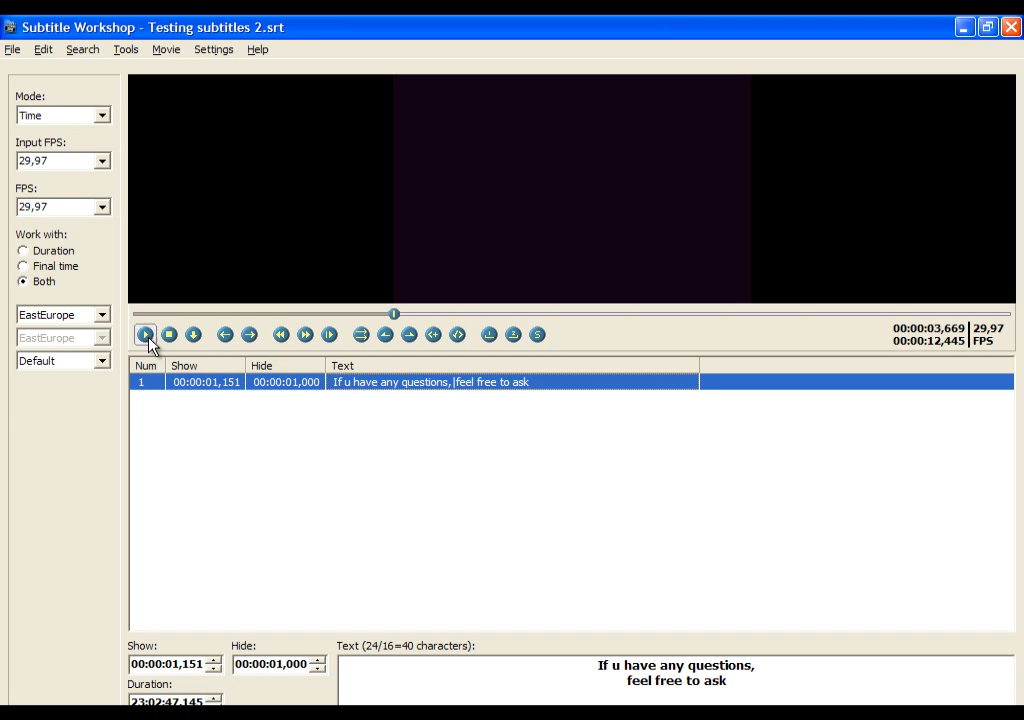 Subtitle Workshop - Testing subtitles 2.srt
File Edit Search Tools Movie Settings Help
Mode:
Time
Input FPS:
29,97
FPS:
29,97
Work with:
Duration
Final time
Both
EastEurope
EastEurope
Default
00:00:03,669 29,97
00:00:12,445 FPS
Num Show Hide Text
1 00:00:01,151 00:00:01,000 If u have any questions,|feel free to ask
Show: Hide: Text (24/16=40 characters):
00:00:01,151 00:00:01,000
If u have any questions,
feel free to ask
Duration:
23:02:47,145